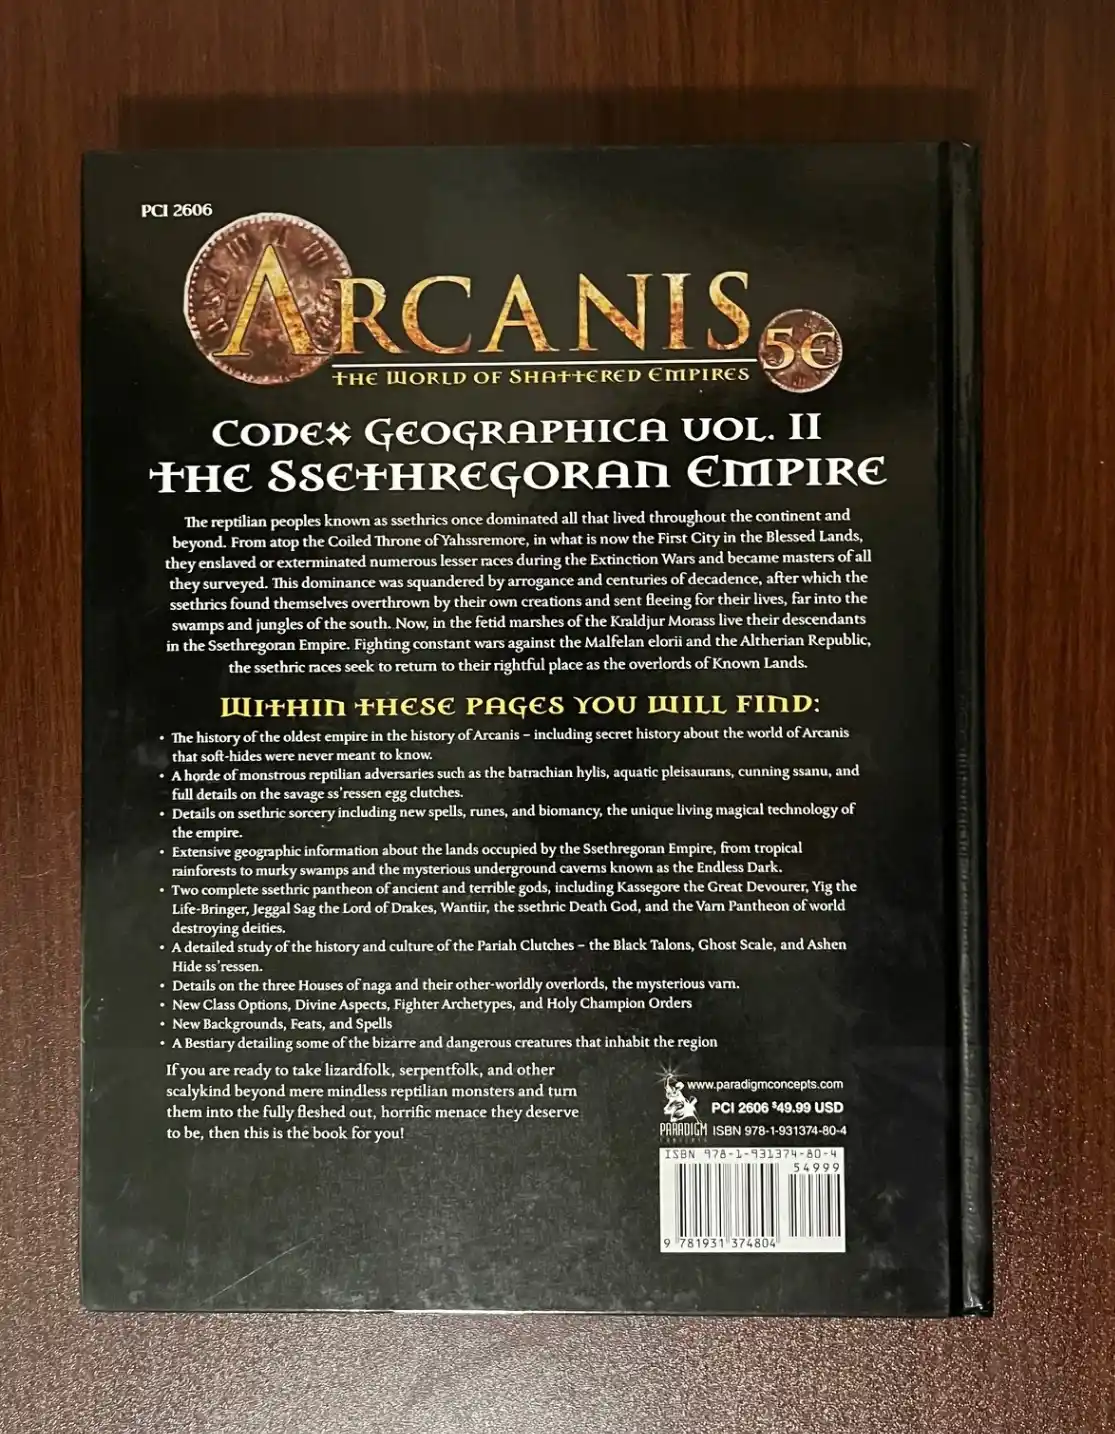 PCI 2606
ARCANIS
5E
THE WORLD OF SHATTERED EMPIRES
CODEX GEOGRAPHICA VOL. II
THE SSETHREGORAN EMPIRE
The reptilian peoples known as ssethrics once dominated all that lived throughout the continent and
beyond. From atop the Coiled Throne of Yahssremore, in what is now the First City in the Blessed Lands,
they enslaved or exterminated numerous lesser races during the Extinction Wars and became masters of all
they surveyed. This dominance was squandered by arrogance and centuries of decadence, after which the
ssethrics found themselves overthrown by their own creations and sent fleeing for their lives, far into the
swamps and jungles of the south. Now, in the fetid marshes of the Kraldjur Morass live their descendants
in the Ssethregoran Empire. Fighting constant wars against the Malfelan elorii and the Altherian Republic,
the ssethric races seek to return to their rightful place as the overlords of Known Lands.
WITHIN THESE PAGES YOU WILL FIND:
• The history of the oldest empire in the history of Arcanis – including secret history about the world of Arcanis
that soft-hides were never meant to know.
• A horde of monstrous reptilian adversaries such as the batrachian hylis, aquatic pleisaurans, cunning ssanu, and
full details on the savage ss'ressen egg clutches.
• Details on ssethric sorcery including new spells, runes, and biomancy, the unique living magical technology of
the empire.
• Extensive geographic information about the lands occupied by the Ssethregoran Empire, from tropical
rainforests to murky swamps and the mysterious underground caverns known as the Endless Dark.
• Two complete ssethric pantheon of ancient and terrible gods, including Kassegore the Great Devourer, Yig the
Life-Bringer, Jeggal Sag the Lord of Drakes, Wantiir, the ssethric Death God, and the Varn Pantheon of world
destroying deities.
• A detailed study of the history and culture of the Pariah Clutches – the Black Talons, Ghost Scale, and Ashen
Hide ss'ressen.
• Details on the three Houses of naga and their other-worldly overlords, the mysterious varn.
• New Class Options, Divine Aspects, Fighter Archetypes, and Holy Champion Orders
• New Backgrounds, Feats, and Spells
• A Bestiary detailing some of the bizarre and dangerous creatures that inhabit the region
If you are ready to take lizardfolk, serpentfolk, and other
scalykind beyond mere mindless reptilian monsters and turn
them into the fully fleshed out, horrific menace they deserve
to be, then this is the book for you!
www.paradigmconcepts.com
PCI 2606 $49.99 USD
PARADIGM
CONCEPTS
ISBN 978-1-931374-80-4
ISBN 978-1-931374-80-4
54999
9 781931 374804